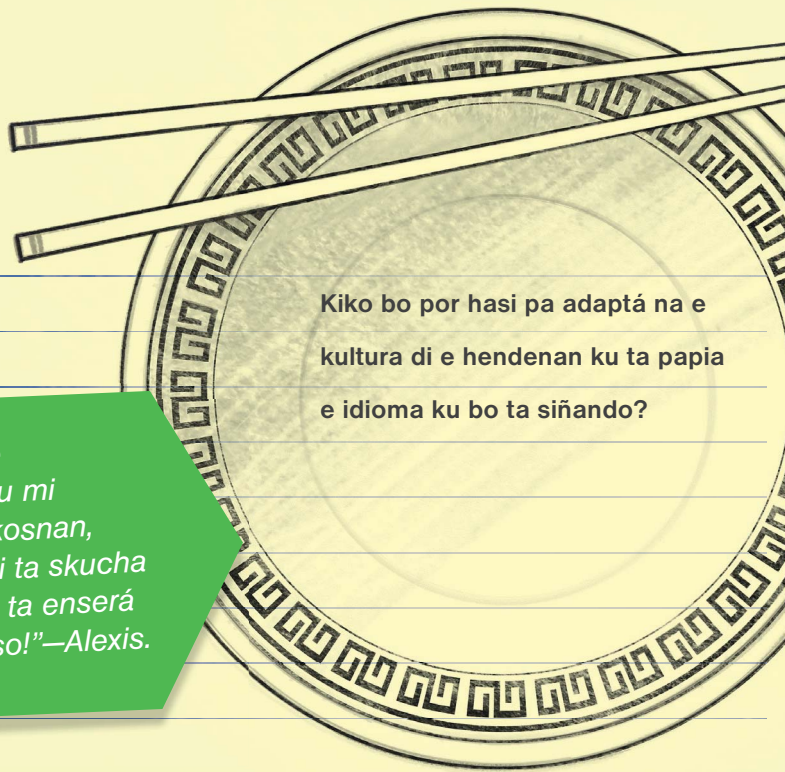 Kiko bo por hasi pa adaptá na e
kultura di e hendenan ku ta papia
e idioma ku bo ta siñando?
mi
kosnan,
ta skucha
ta enserá
so!”—Alexis.